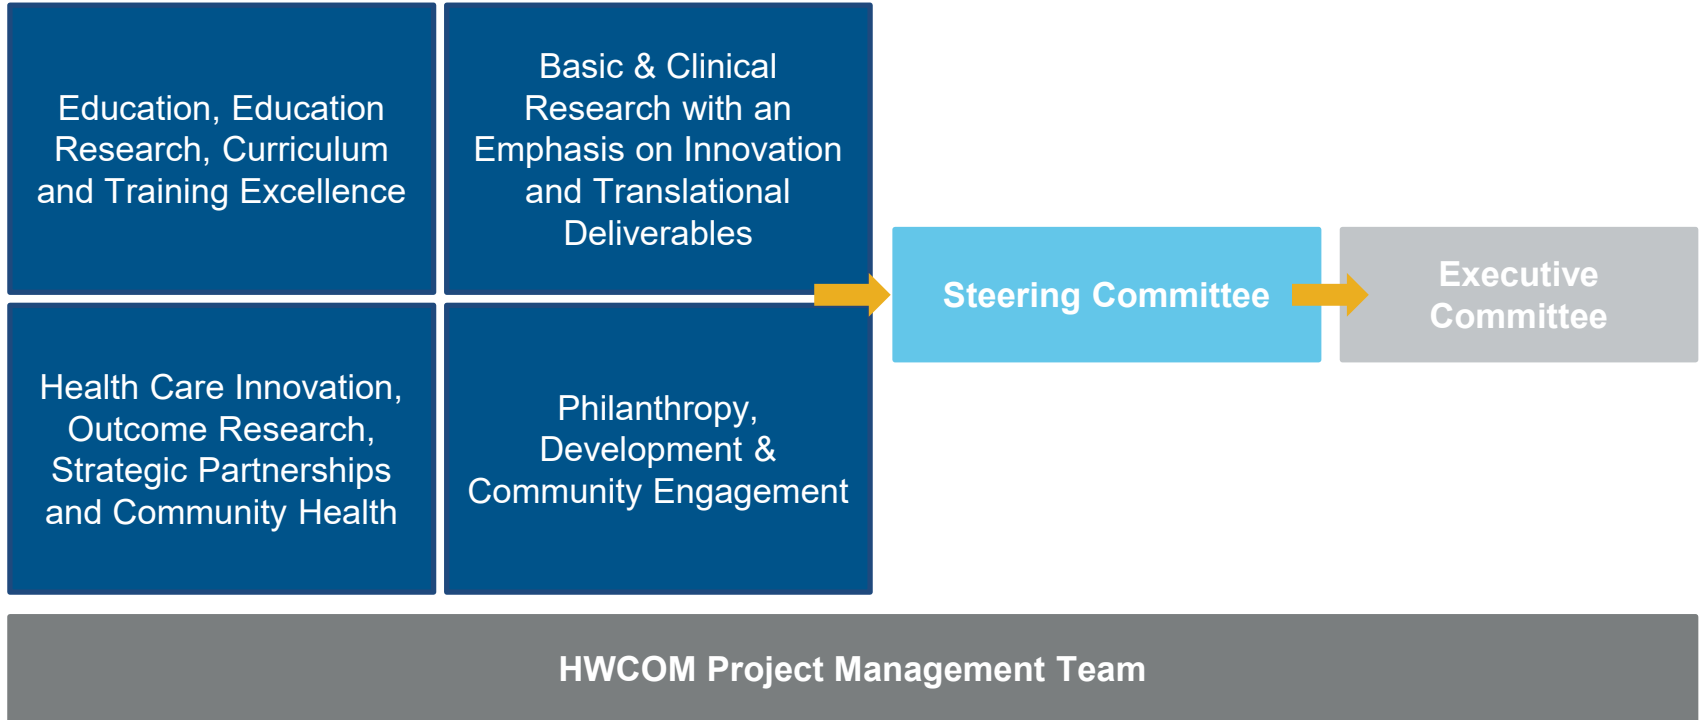 Education, Education
Research, Curriculum
and Training Excellence
Basic & Clinical
Research with an
Emphasis on Innovation
and Translational
Deliverables
Health Care Innovation,
Outcome Research,
Strategic Partnerships
and Community Health
Philanthropy,
Development &
Community Engagement
Steering Committee
Executive
Committee
HWCOM Project Management Team